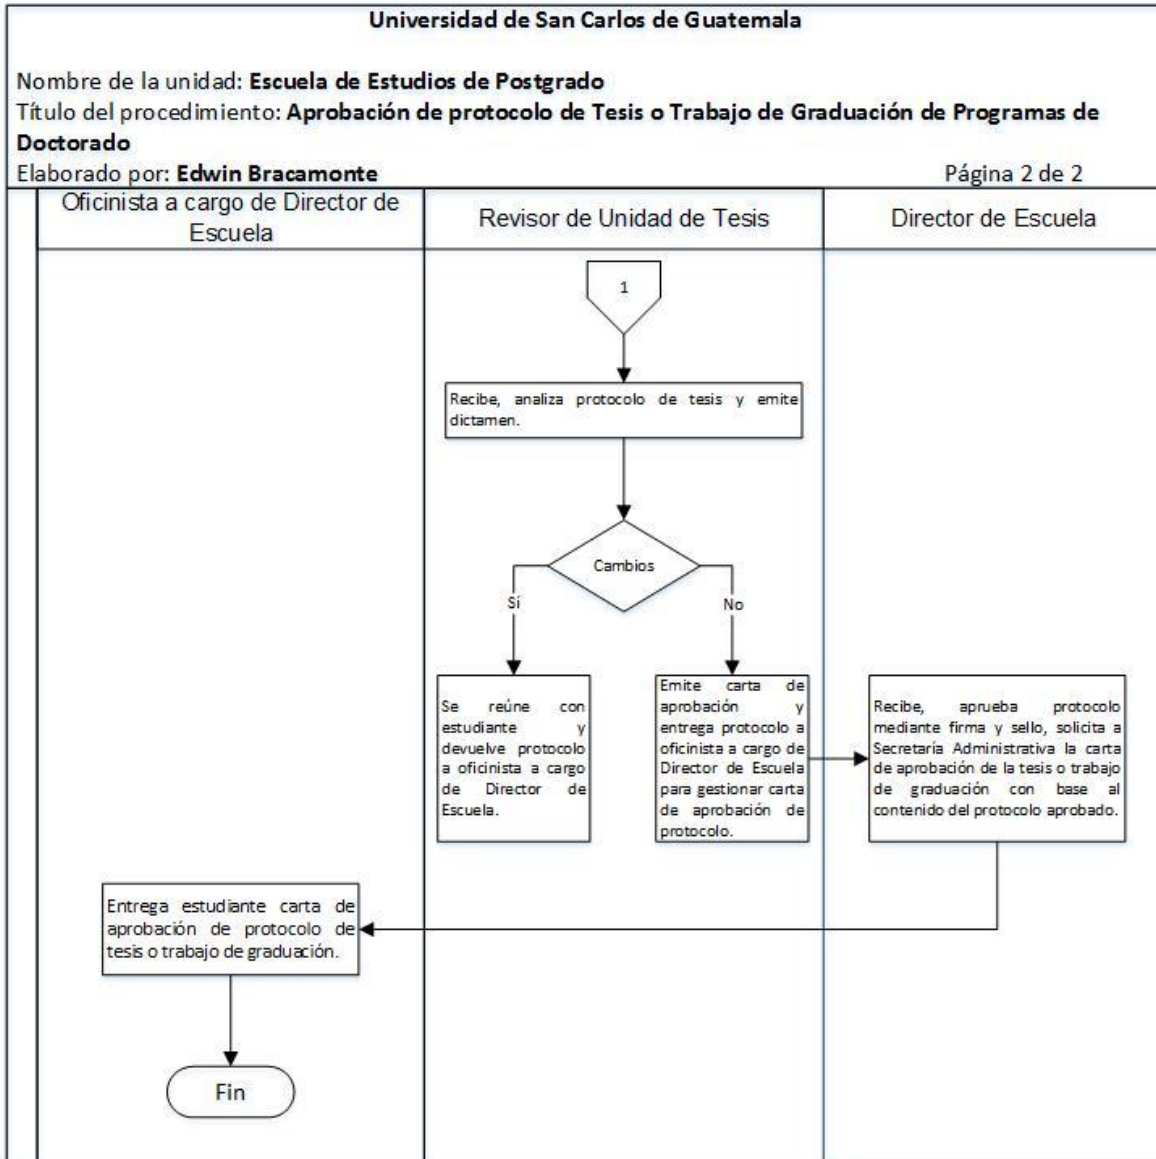 Universidad de San Carlos de Guatemala
Nombre de la unidad: Escuela de Estudios de Postgrado
Título del procedimiento: Aprobación de protocolo de Tesis o Trabajo de Graduación de Programas de
Doctorado
Elaborado por: Edwin Bracamonte
Página 2 de 2
Oficinista a cargo de Director de
Escuela
Revisor de Unidad de Tesis
Director de Escuela
1
Recibe, analiza protocolo de tesis y emite
dictamen.
Cambios
Sí
No
Se reúne con
estudiante y
devuelve protocolo
a oficinista a cargo
de Director de
Escuela.
Emite carta de
aprobación y
entrega protocolo a
oficinista a cargo de
Director de Escuela
para gestionar carta
de aprobación de
protocolo.
Recibe, aprueba protocolo
mediante firma y sello, solicita a
Secretaría Administrativa la carta
de aprobación de la tesis o trabajo
de graduación con base al
contenido del protocolo aprobado.
Entrega estudiante carta de
aprobación de protocolo de
tesis o trabajo de graduación.
Fin